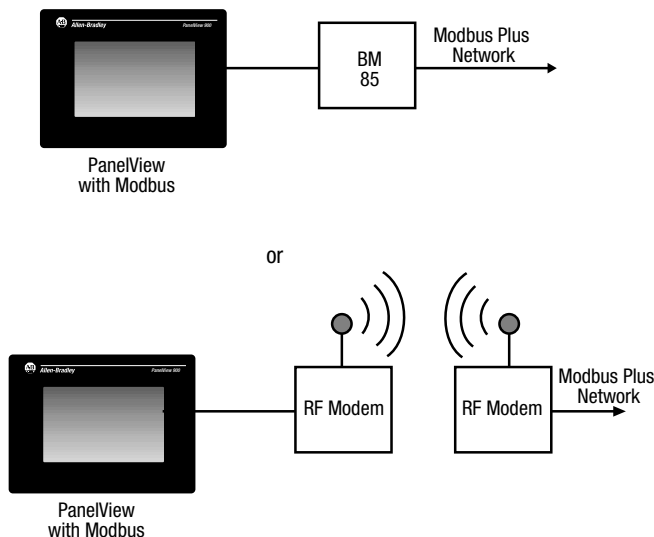 Allen-Bradley
PanelView 900
BM
85
Modbus Plus
Network
PanelView
with Modbus
or
Allen-Bradley
PanelView 900
RF Modem
RF Modem
Modbus Plus
Network
PanelView
with Modbus